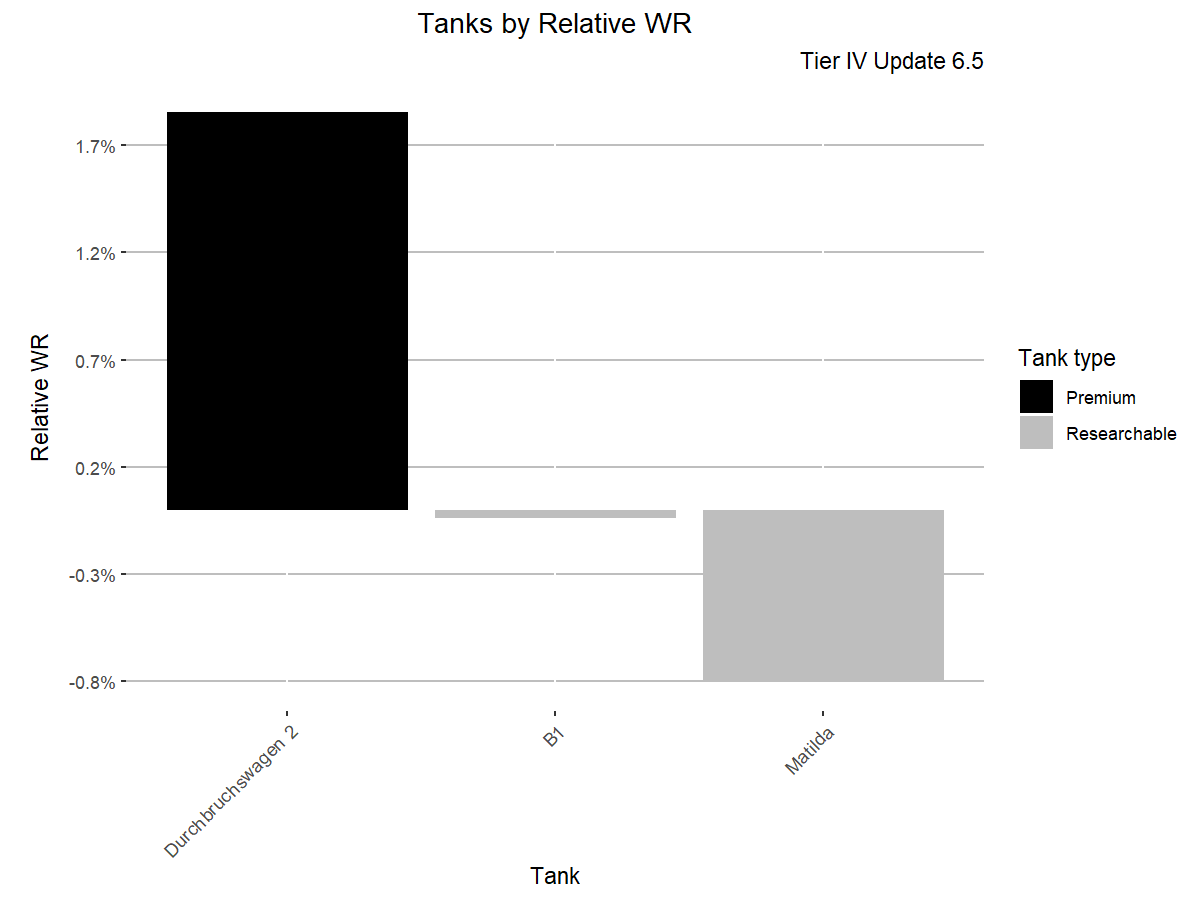 Tanks by Relative WR
Tier IV Update 6.5
Relative WR
1.7%
1.2%
0.7%
0.2%
-0.3%
-0.8%
Durchbruchswagen 2
B1
Matilda
Tank
Tank type
Premium
Researchable